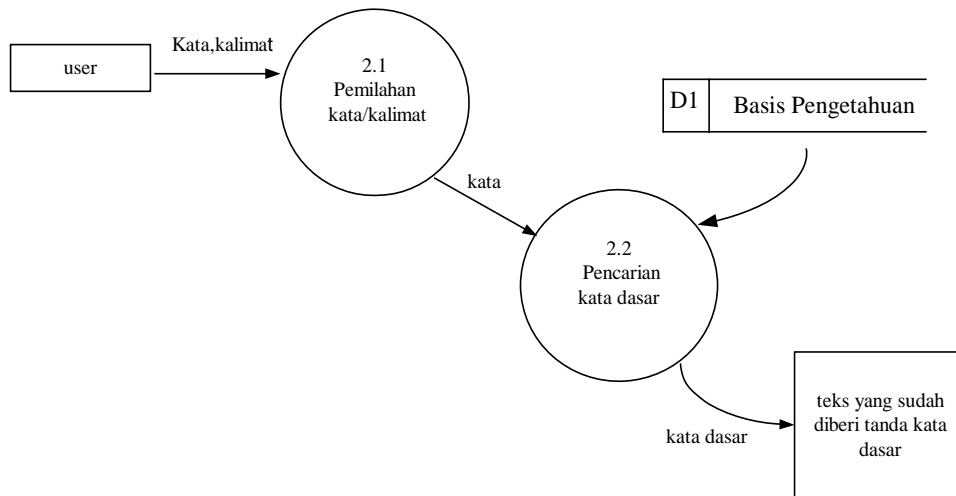 user
Kata,kalimat
2.1
Pemilahan
kata/kalimat
D1
Basis Pengetahuan
kata
2.2
Pencarian
kata dasar
kata dasar
teks yang sudah
diberi tanda kata
dasar